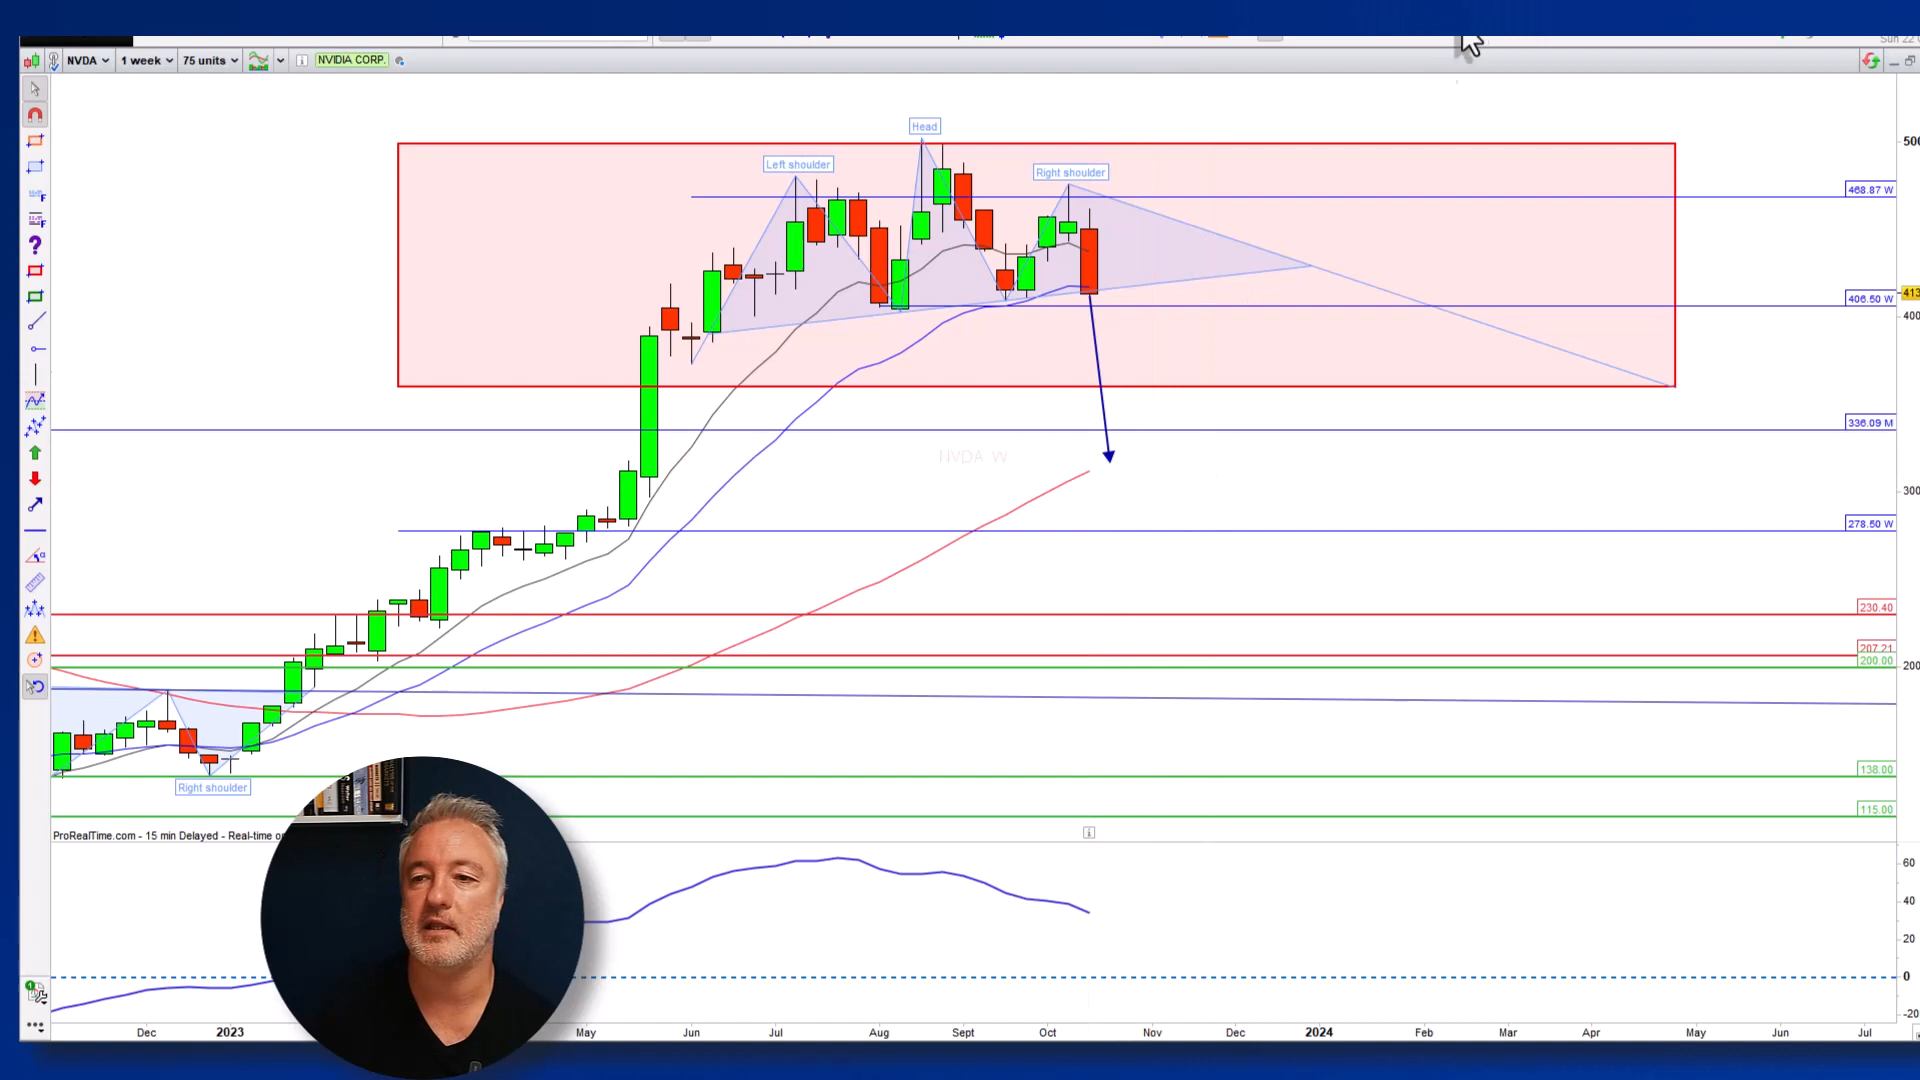 NVDA 1 week 75 units NVIDIA CORP.
Head
Left shoulder
Right shoulder
500
468.87 W
413
406.50 W
400
336.09 M
NVDA W
300
278.50 W
230.40
207.21
200.00
200
138.00
Right shoulder
115.00
ProRealTime.com - 15 min Delayed - Real-time
60
40
20
0
-20
Dec 2023 May Jun Jul Aug Sept Oct Nov Dec 2024 Feb Mar Apr May Jun Jul